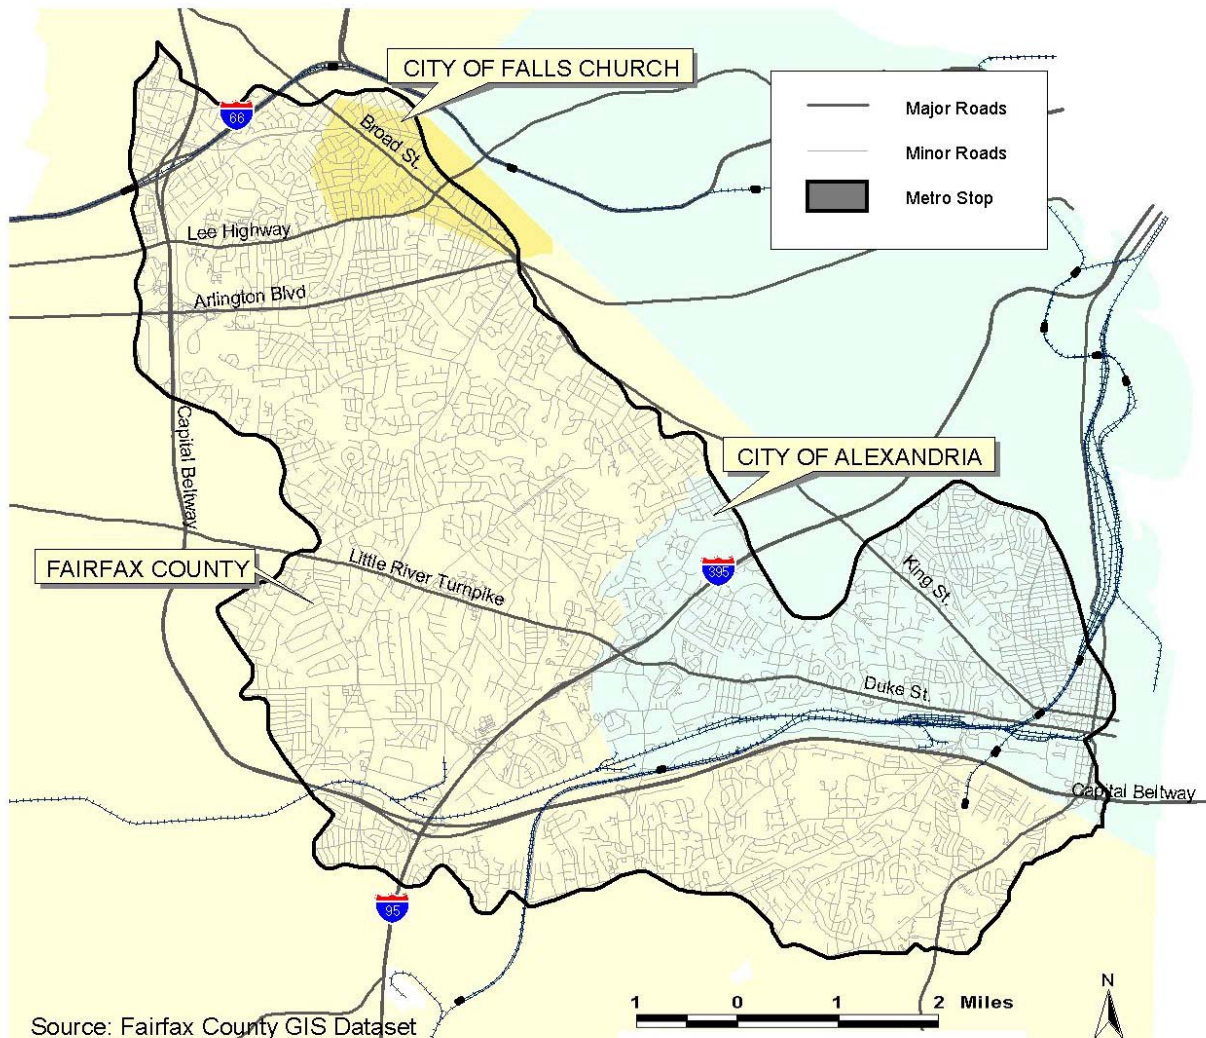 CITY OF FALLS CHURCH
66
Broad St.
Major Roads
Minor Roads
Metro Stop
Lee Highway
Arlington Blvd
Capital Beltway
CITY OF ALEXANDRIA
FAIRFAX COUNTY
Little River Turnpike
395
King St.
Duke St.
Capital Beltway
95
1 0 1 2 Miles
N
Source: Fairfax County GIS Dataset